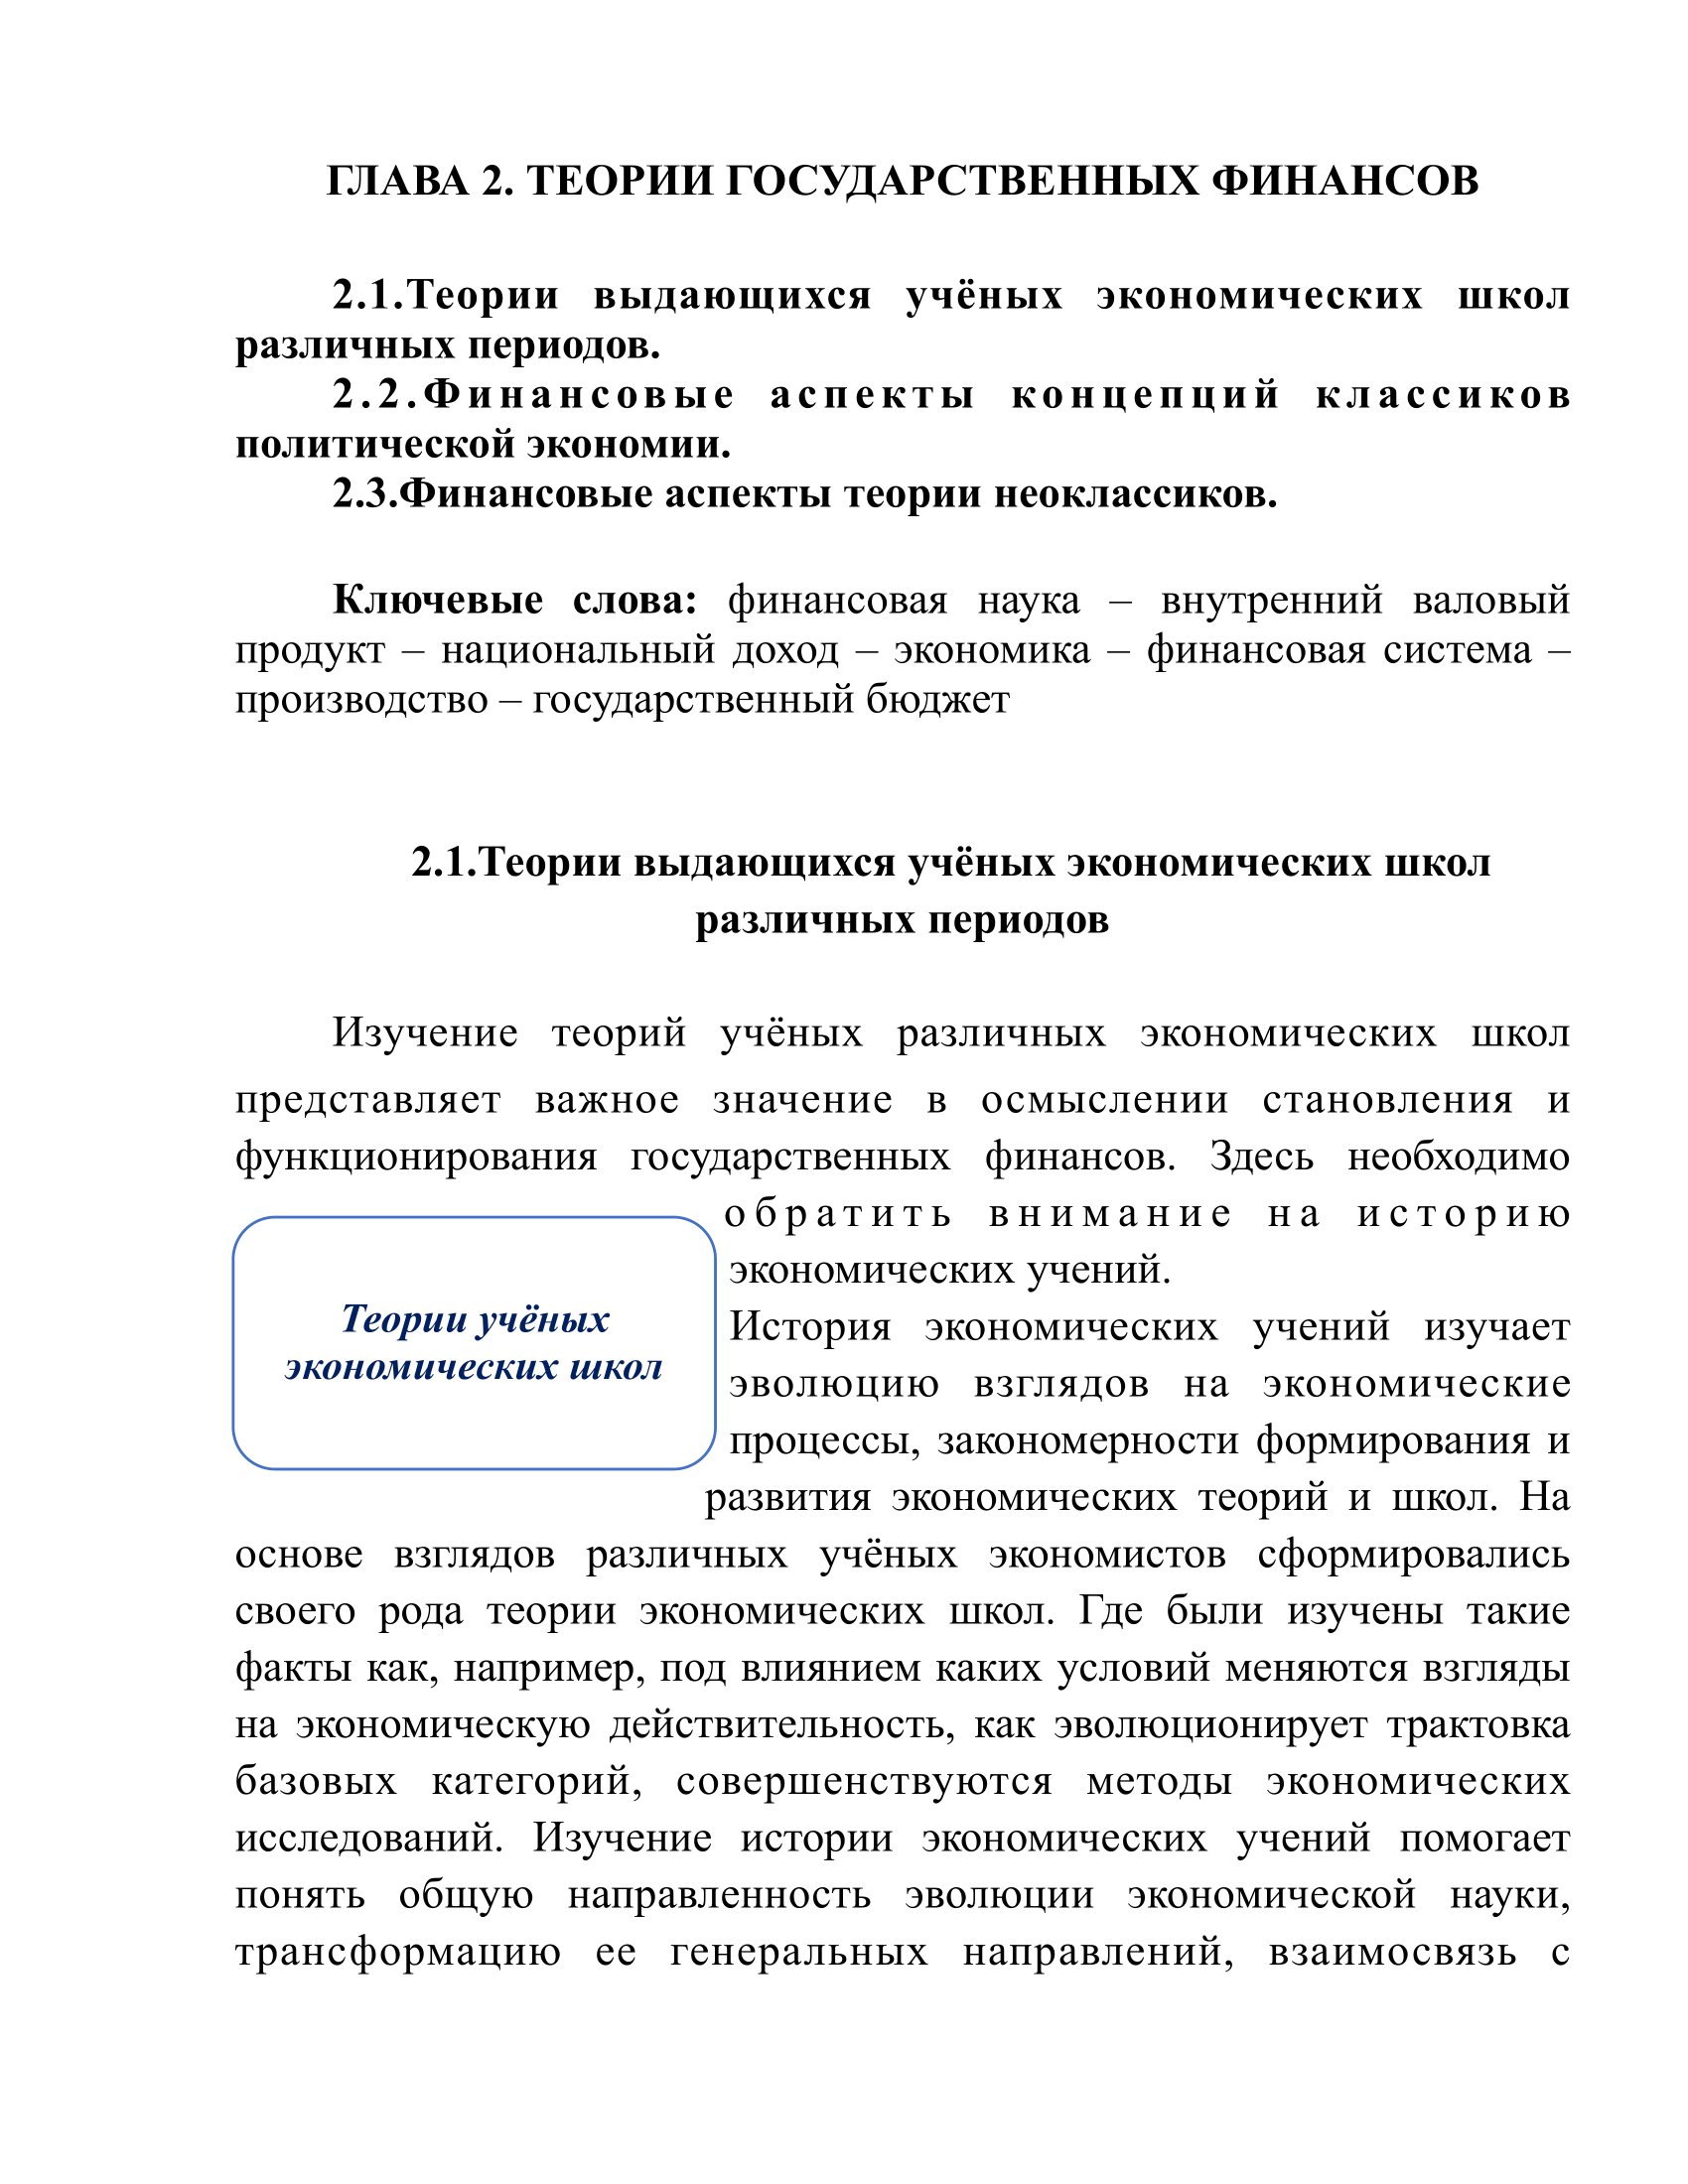 ГЛАВА 2. ТЕОРИИ ГОСУДАРСТВЕННЫХ ФИНАНСОВ
2.1.Теории выдающихся учёных экономических школ
различных периодов.
2.2.Финансовые аспекты концепций классиков
политической экономии.
2.3.Финансовые аспекты теории неоклассиков.
Ключевые слова: финансовая наука – внутренний валовый
продукт – национальный доход – экономика – финансовая система –
производство – государственный бюджет
2.1.Теории выдающихся учёных экономических школ
различных периодов
Изучение теорий учёных различных экономических школ
представляет важное значение в осмыслении становления и
функционирования государственных финансов. Здесь необходимо
обратить внимание на историю
экономических учений.
Теории учёных
экономических школ
История экономических учений изучает
эволюцию взглядов на экономические
процессы, закономерности формирования и
развития экономических теорий и школ. На
основе взглядов различных учёных экономистов сформировались
своего рода теории экономических школ. Где были изучены такие
факты как, например, под влиянием каких условий меняются взгляды
на экономическую действительность, как эволюционирует трактовка
базовых категорий, совершенствуются методы экономических
исследований. Изучение истории экономических учений помогает
понять общую направленность эволюции экономической науки,
трансформацию ее генеральных направлений, взаимосвязь с